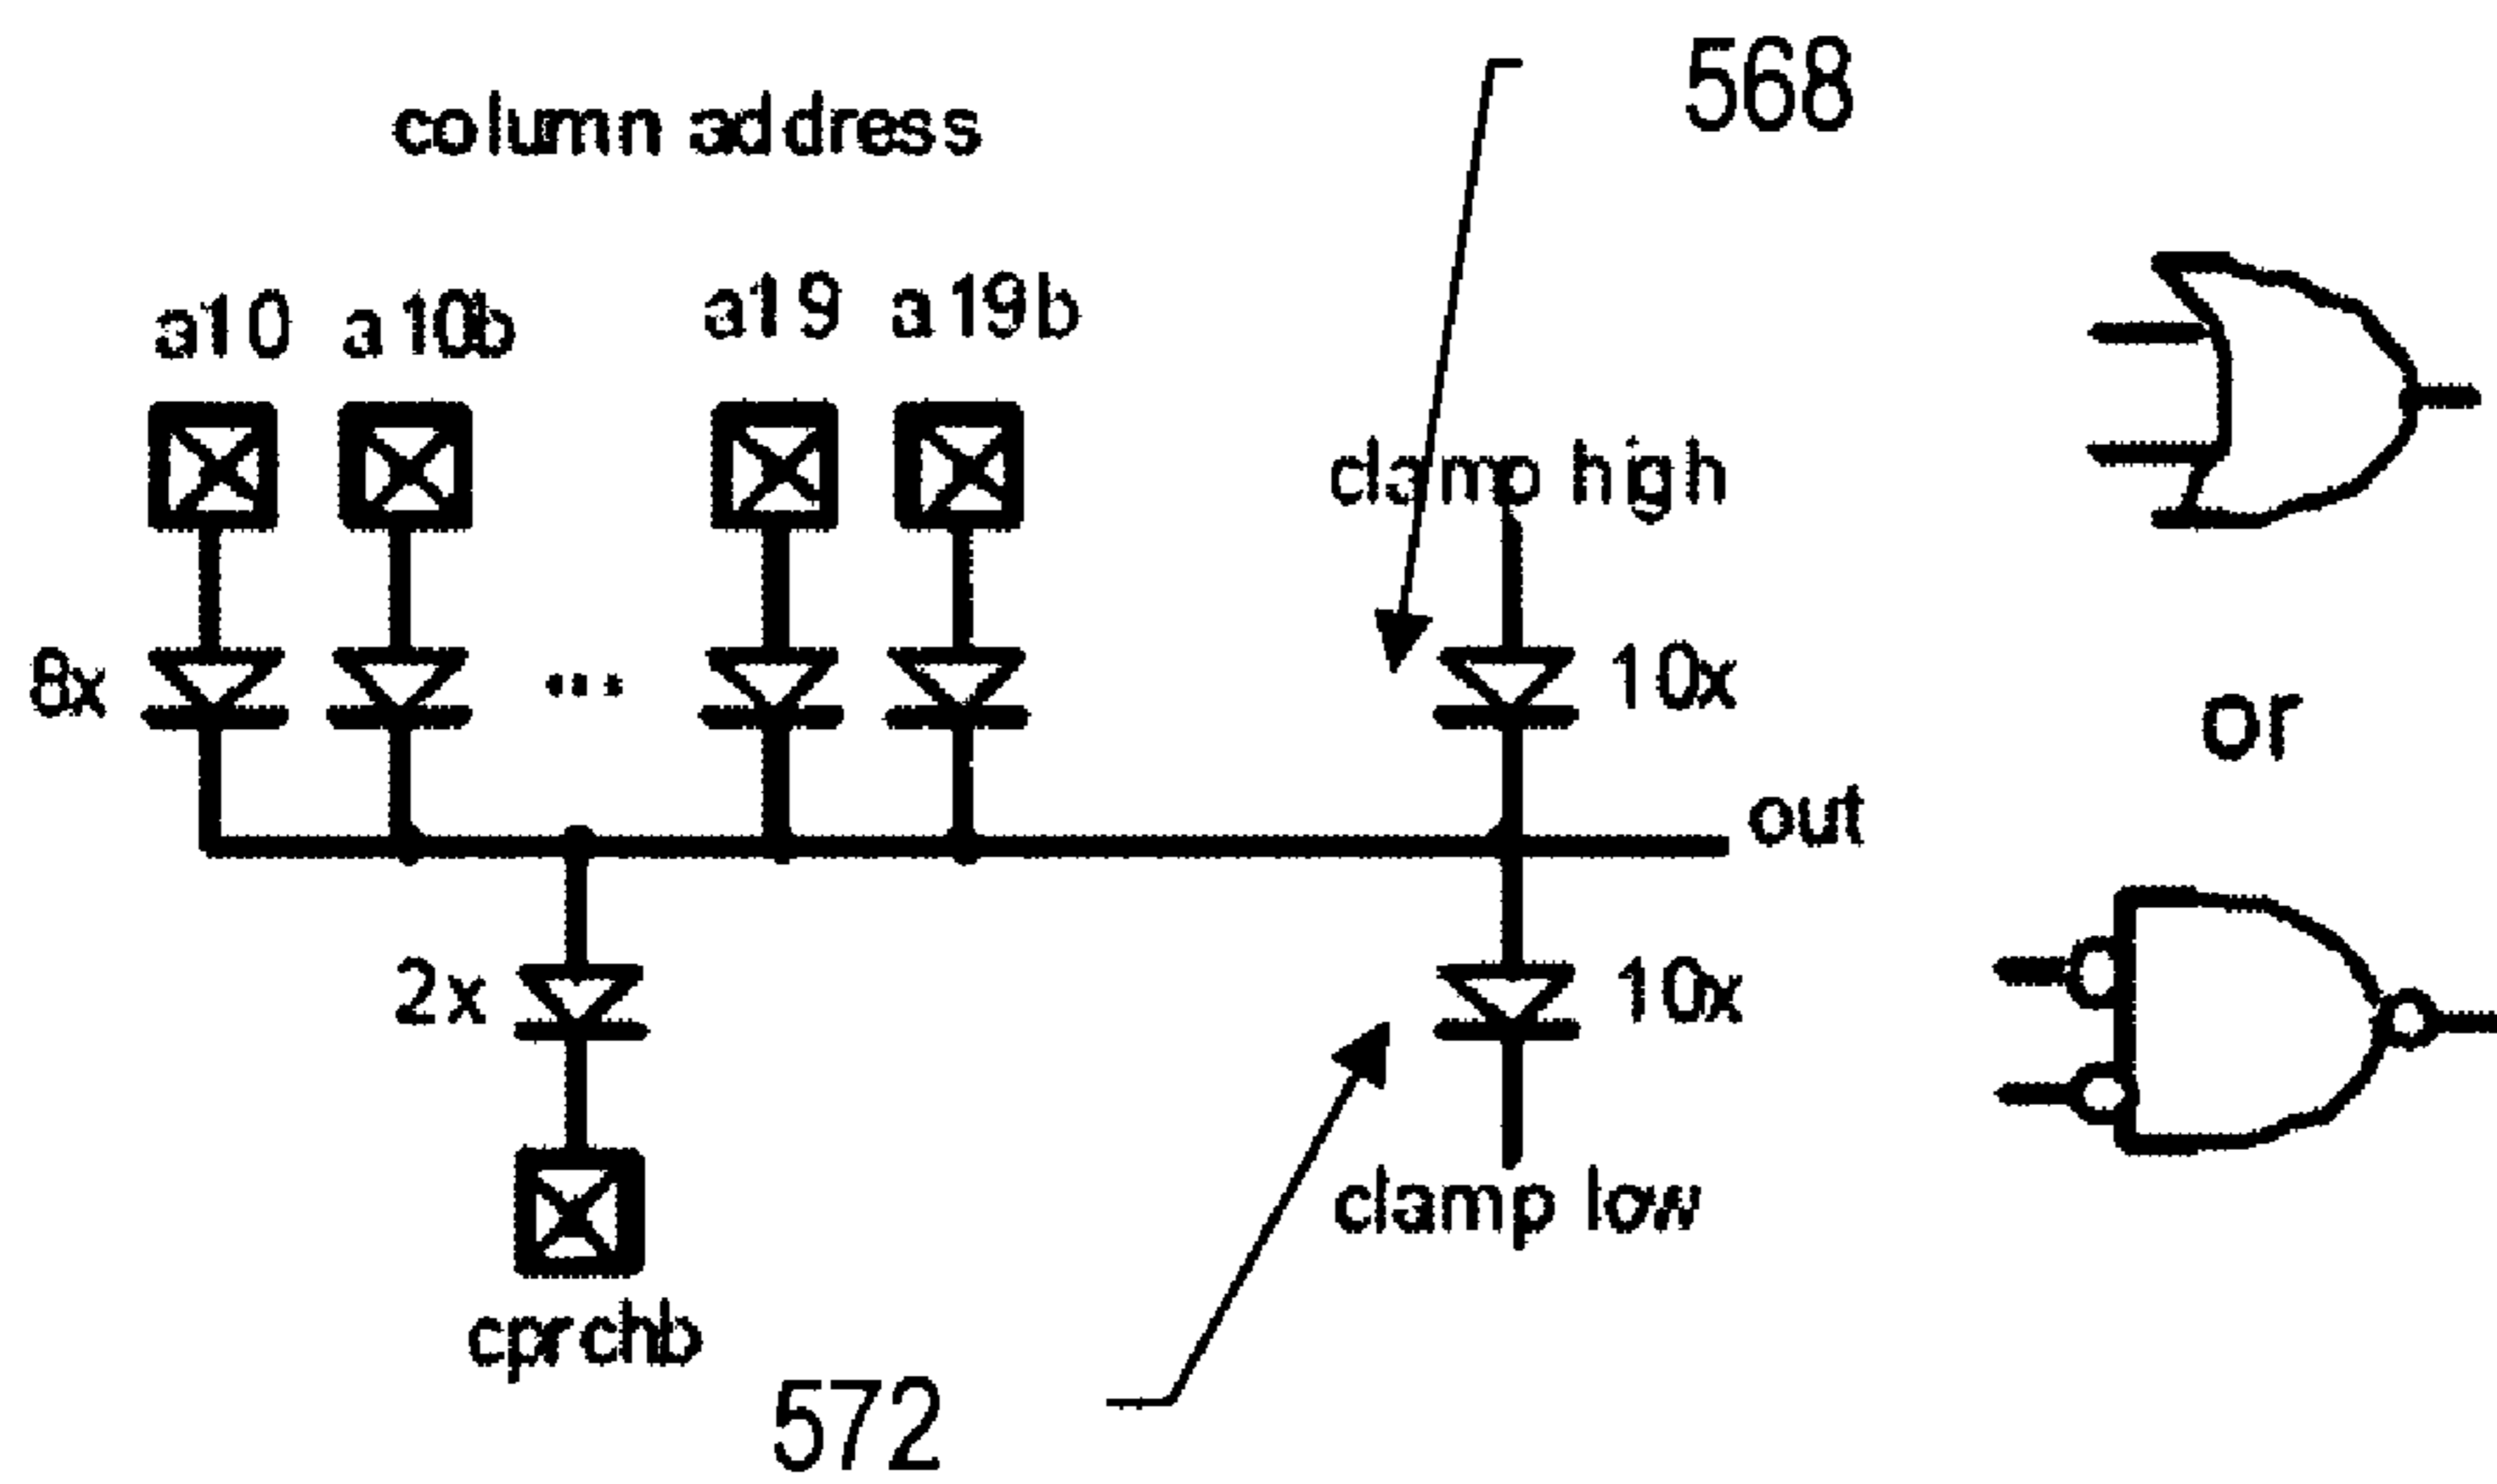 568
column address
a10 a10b a19 a19b
clamp high
8x ... 10x
or
out
2x 10x
clamp low
cprchb
572